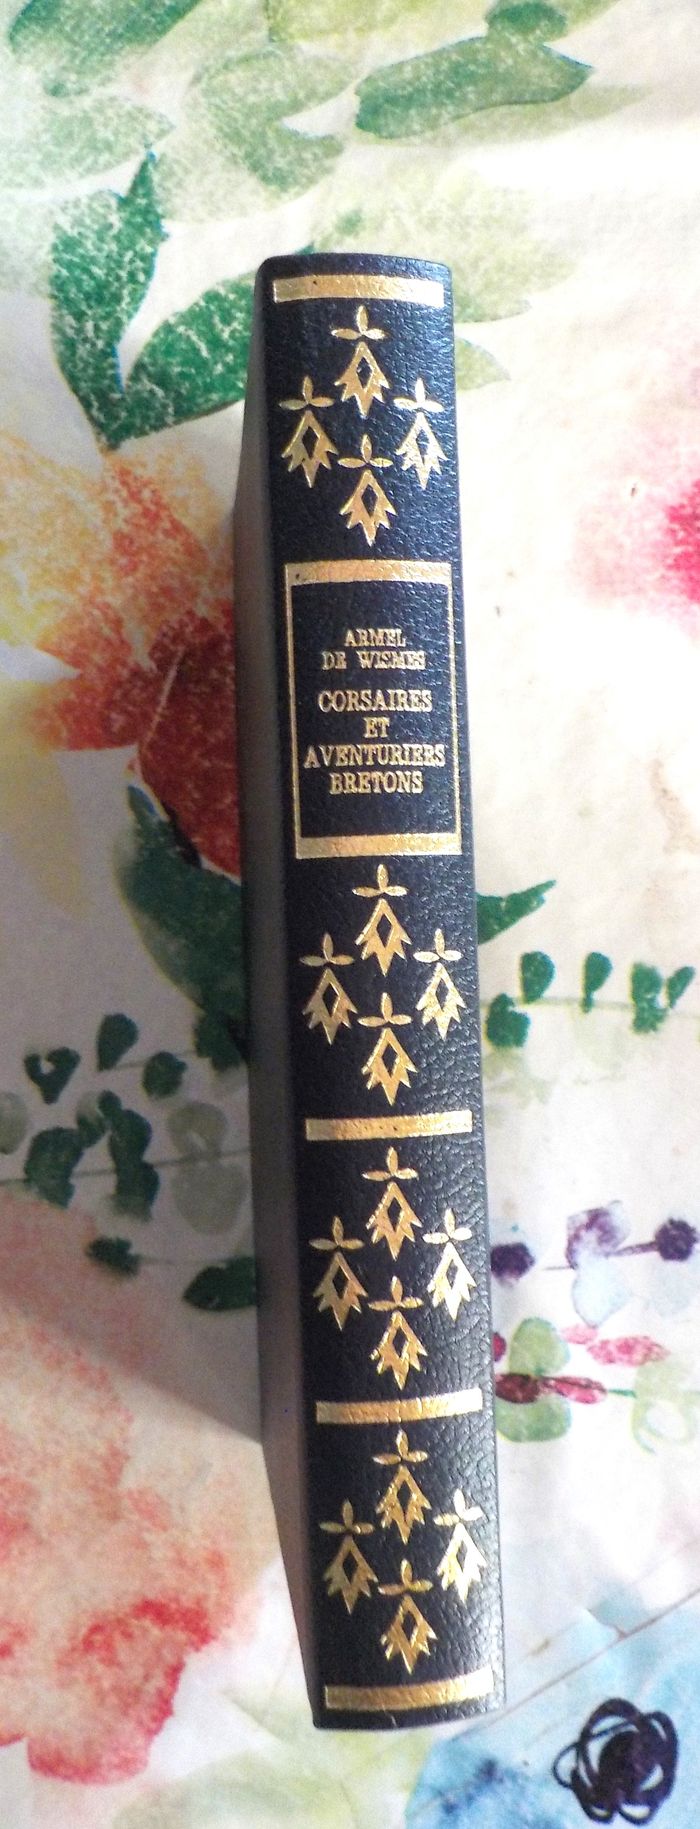 ARMEL
DE WISMES
CORSAIRES
ET
AVENTURIERS
BRETONS